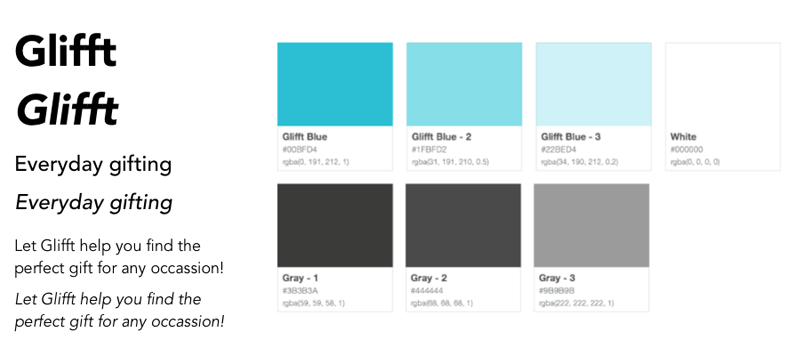 Glifft
Glifft
Everyday gifting
Everyday gifting
Let Glifft help you find the
perfect gift for any occassion!
Let Glifft help you find the
perfect gift for any occassion!
Glifft Blue
#00BFD4
rgba(0, 191, 212, 1)
Glifft Blue - 2
#1FBFD2
rgba(31, 191, 210, 0.5)
Glifft Blue - 3
#22BED4
rgba(34, 190, 212, 0.2)
White
#000000
rgba(0, 0, 0, 0)
Gray - 1
#3B3B3A
rgba(59, 59, 58, 1)
Gray - 2
#444444
rgba(68, 68, 68, 1)
Gray - 3
#9B9B9B
rgba(222, 222, 222, 1)